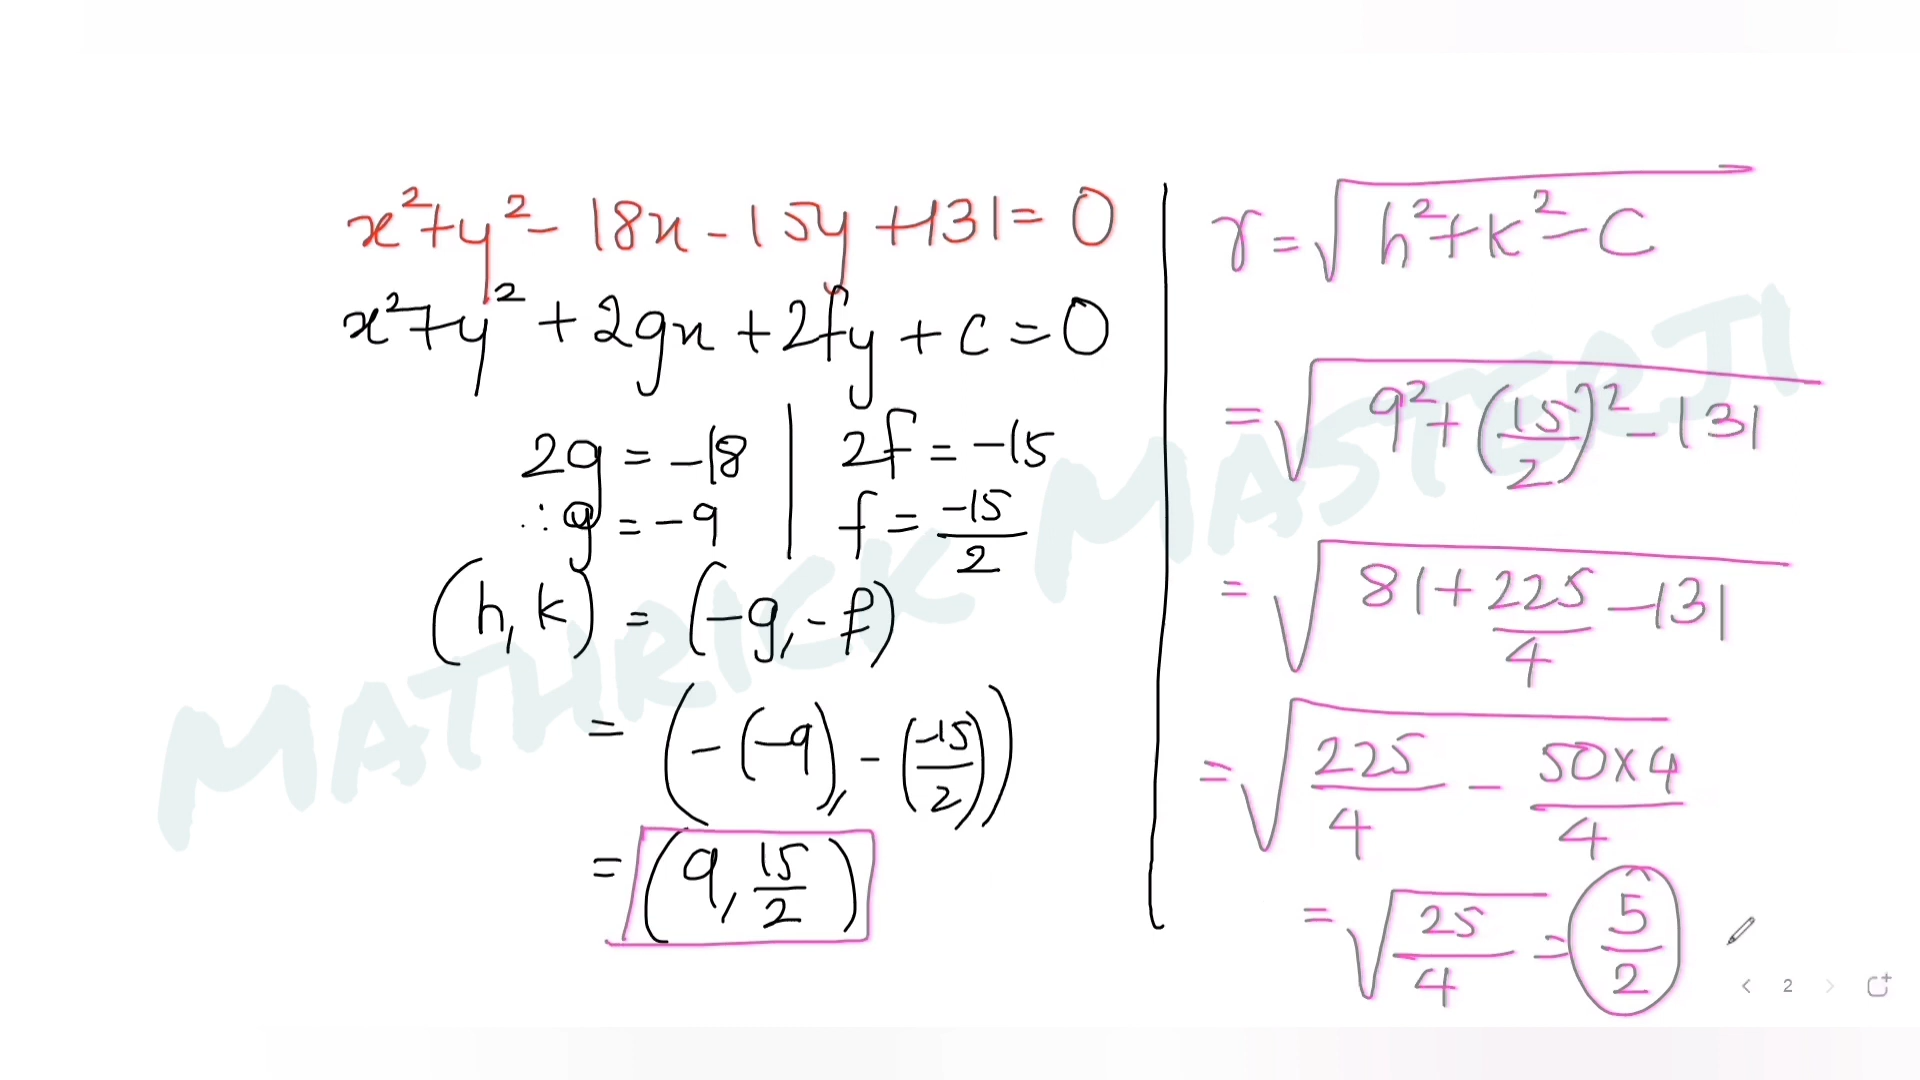 x²+y²-18x-15y+131=0
x²+y²+2gx+2fy+c=0
2g=-18 | 2f=-15
∴g=-9 | f=-15/2
(h,k)=(-g,-f)
=(-(-9),-(-15/2))
=(9,15/2)
r=√(h²+k²-C)
=√(9²+(15/2)²-131)
=√(81+225/4-131)
=√(225/4-50×4/4)
=√(25/4)=5/2
MATHRICK MASTERJI
< 2 >